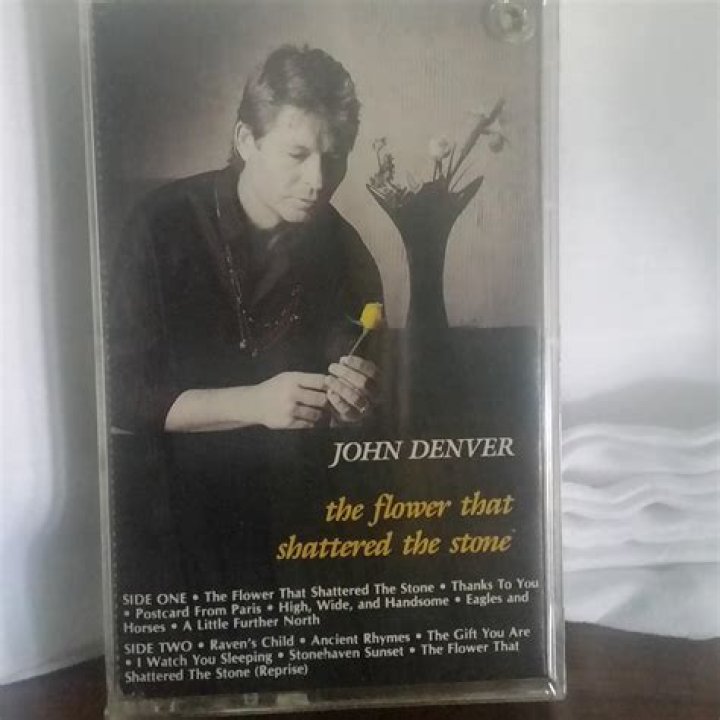 JOHN DENVER
the flower that
shattered the stone
SIDE ONE • The Flower That Shattered The Stone • Thanks To You
• Postcard From Paris • High, Wide, and Handsome • Eagles and
Horses • A Little Further North
SIDE TWO • Raven's Child • Ancient Rhymes • The Gift You Are
• I Watch You Sleeping • Stonehaven Sunset • The Flower That
Shattered The Stone (Reprise)